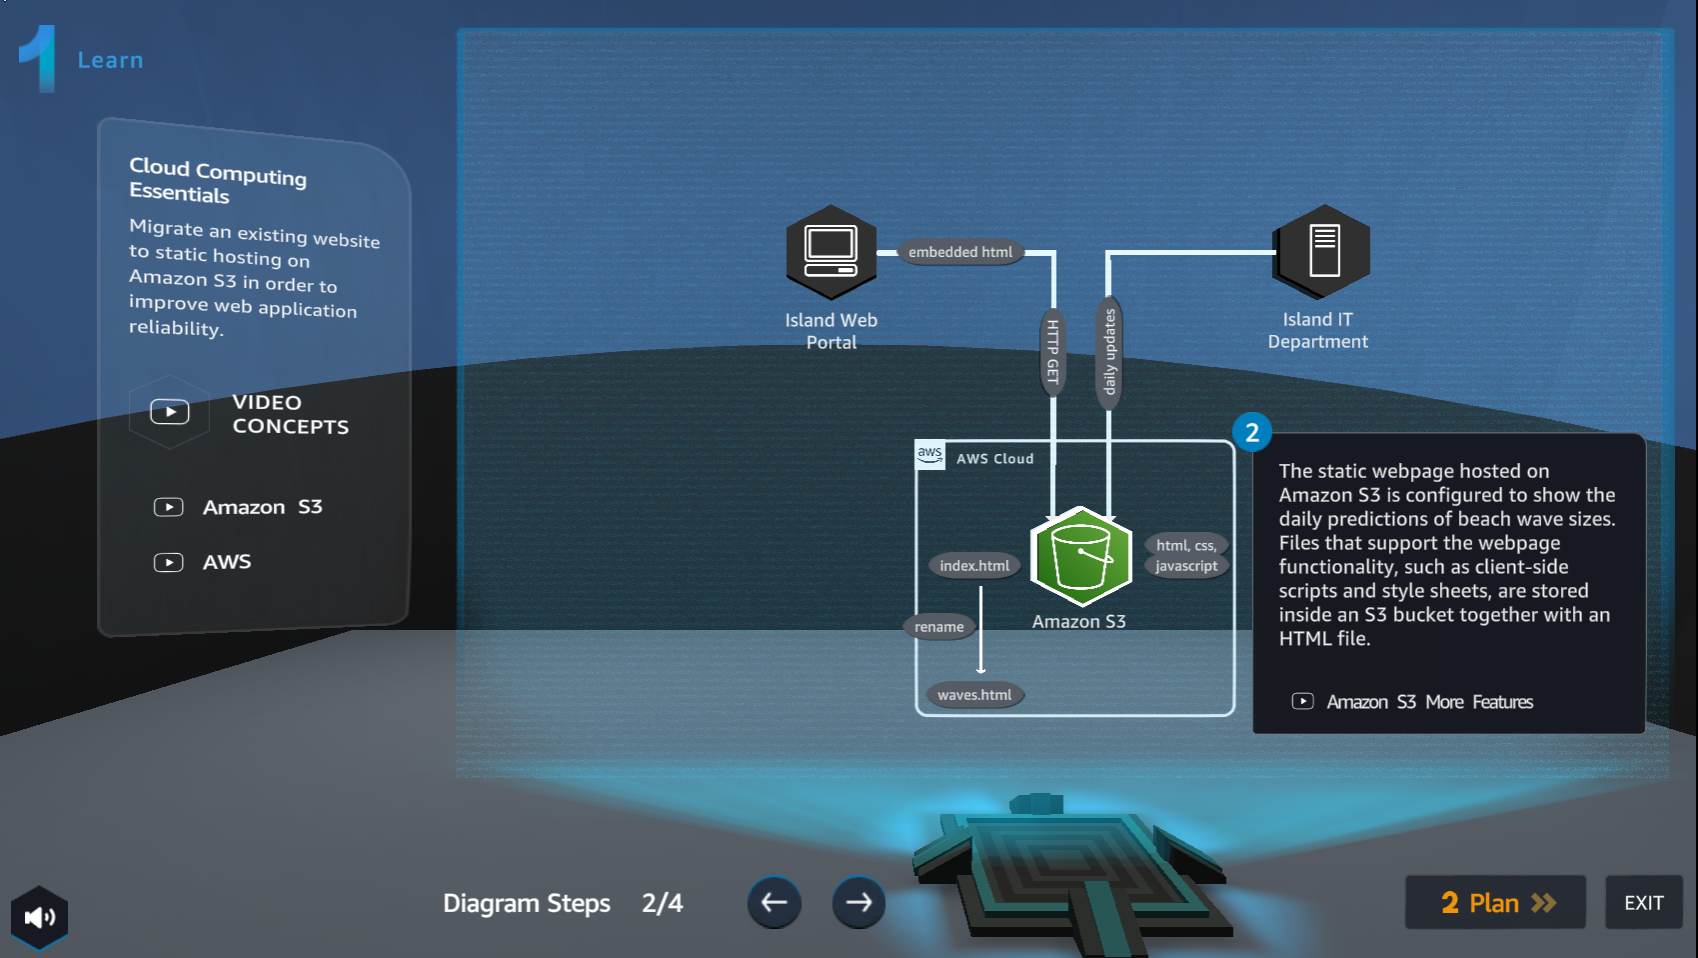 1 Learn
Cloud Computing
Essentials
Migrate an existing website
to static hosting on
Amazon S3 in order to
improve web application
reliability.
VIDEO
CONCEPTS
Amazon S3
AWS
embedded html
Island Web
Portal
Island IT
Department
HTTP GET
daily updates
aws
AWS Cloud
index.html
html, css,
javascript
Amazon S3
rename
waves.html
2
The static webpage hosted on
Amazon S3 is configured to show the
daily predictions of beach wave sizes.
Files that support the webpage
functionality, such as client-side
scripts and style sheets, are stored
inside an S3 bucket together with an
HTML file.
Amazon S3 More Features
Diagram Steps 2/4
2 Plan
EXIT